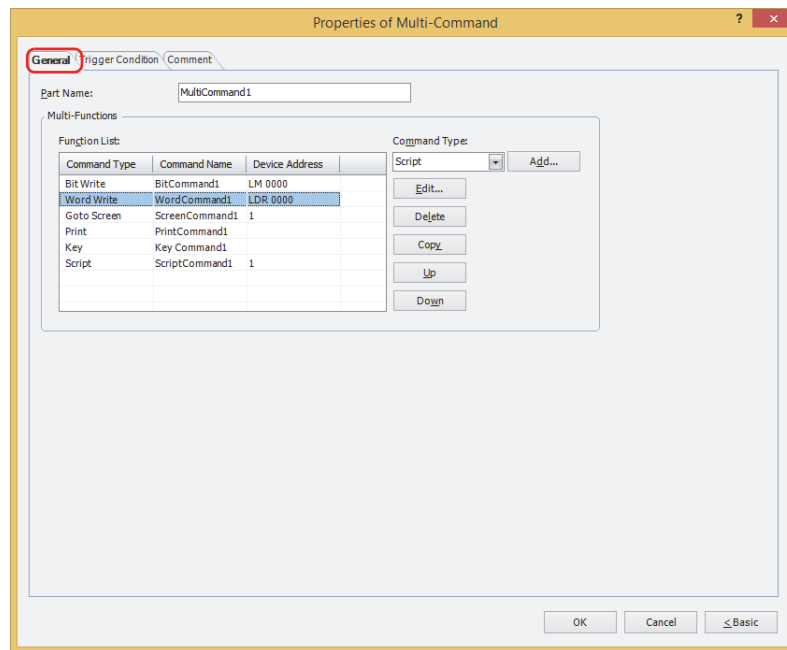 Properties of Multi-Command
? ×
General Trigger Condition Comment
Part Name: MultiCommand1
Multi-Functions
Function List: Command Type:
Command Type Command Name Device Address Script Add...
Bit Write BitCommand1 LM 0000
Word Write WordCommand1 LDR 0000
Goto Screen ScreenCommand1 1
Print PrintCommand1
Key Key Command1
Script ScriptCommand1 1
Edit...
Delete
Copy
Up
Down
OK Cancel < Basic